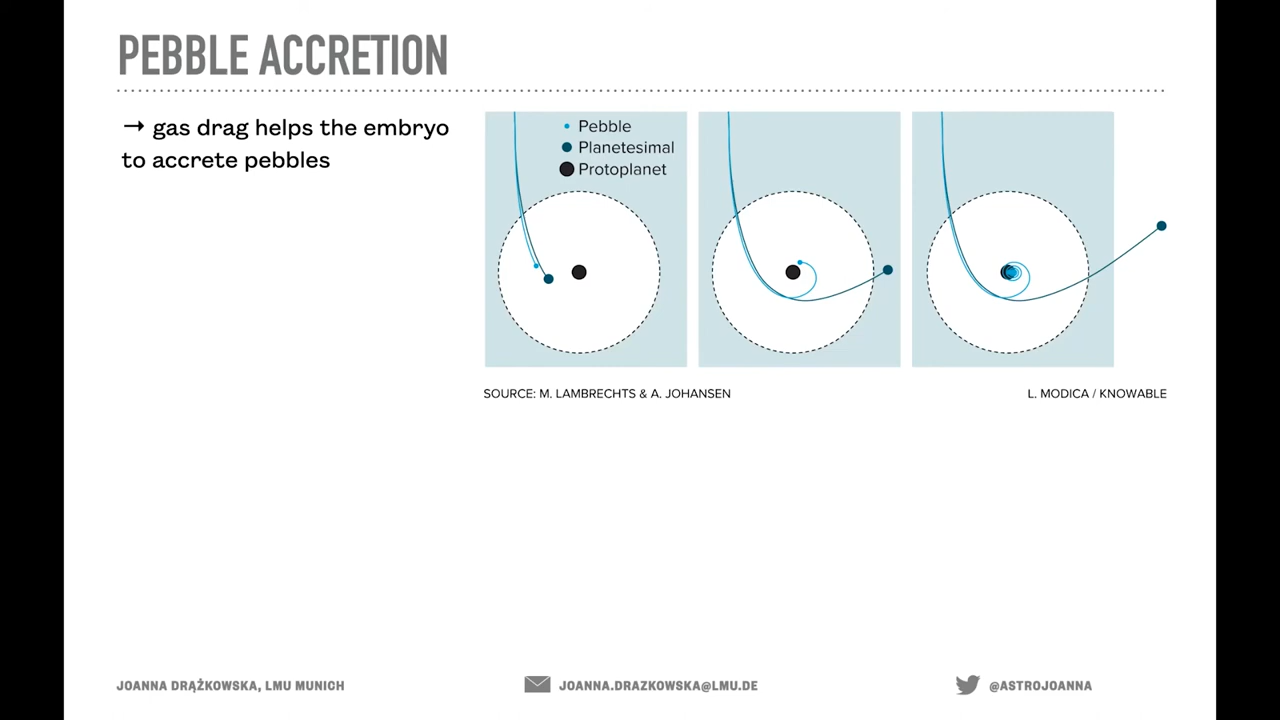 PEBBLE ACCRETION
→ gas drag helps the embryo
to accrete pebbles
Pebble
Planetesimal
Protoplanet
SOURCE: M. LAMBRECHTS & A. JOHANSEN
L. MODICA / KNOWABLE
JOANNA DRĄŻKOWSKA, LMU MUNICH
JOANNA.DRAZKOWSKA@LMU.DE
@ASTROJOANNA